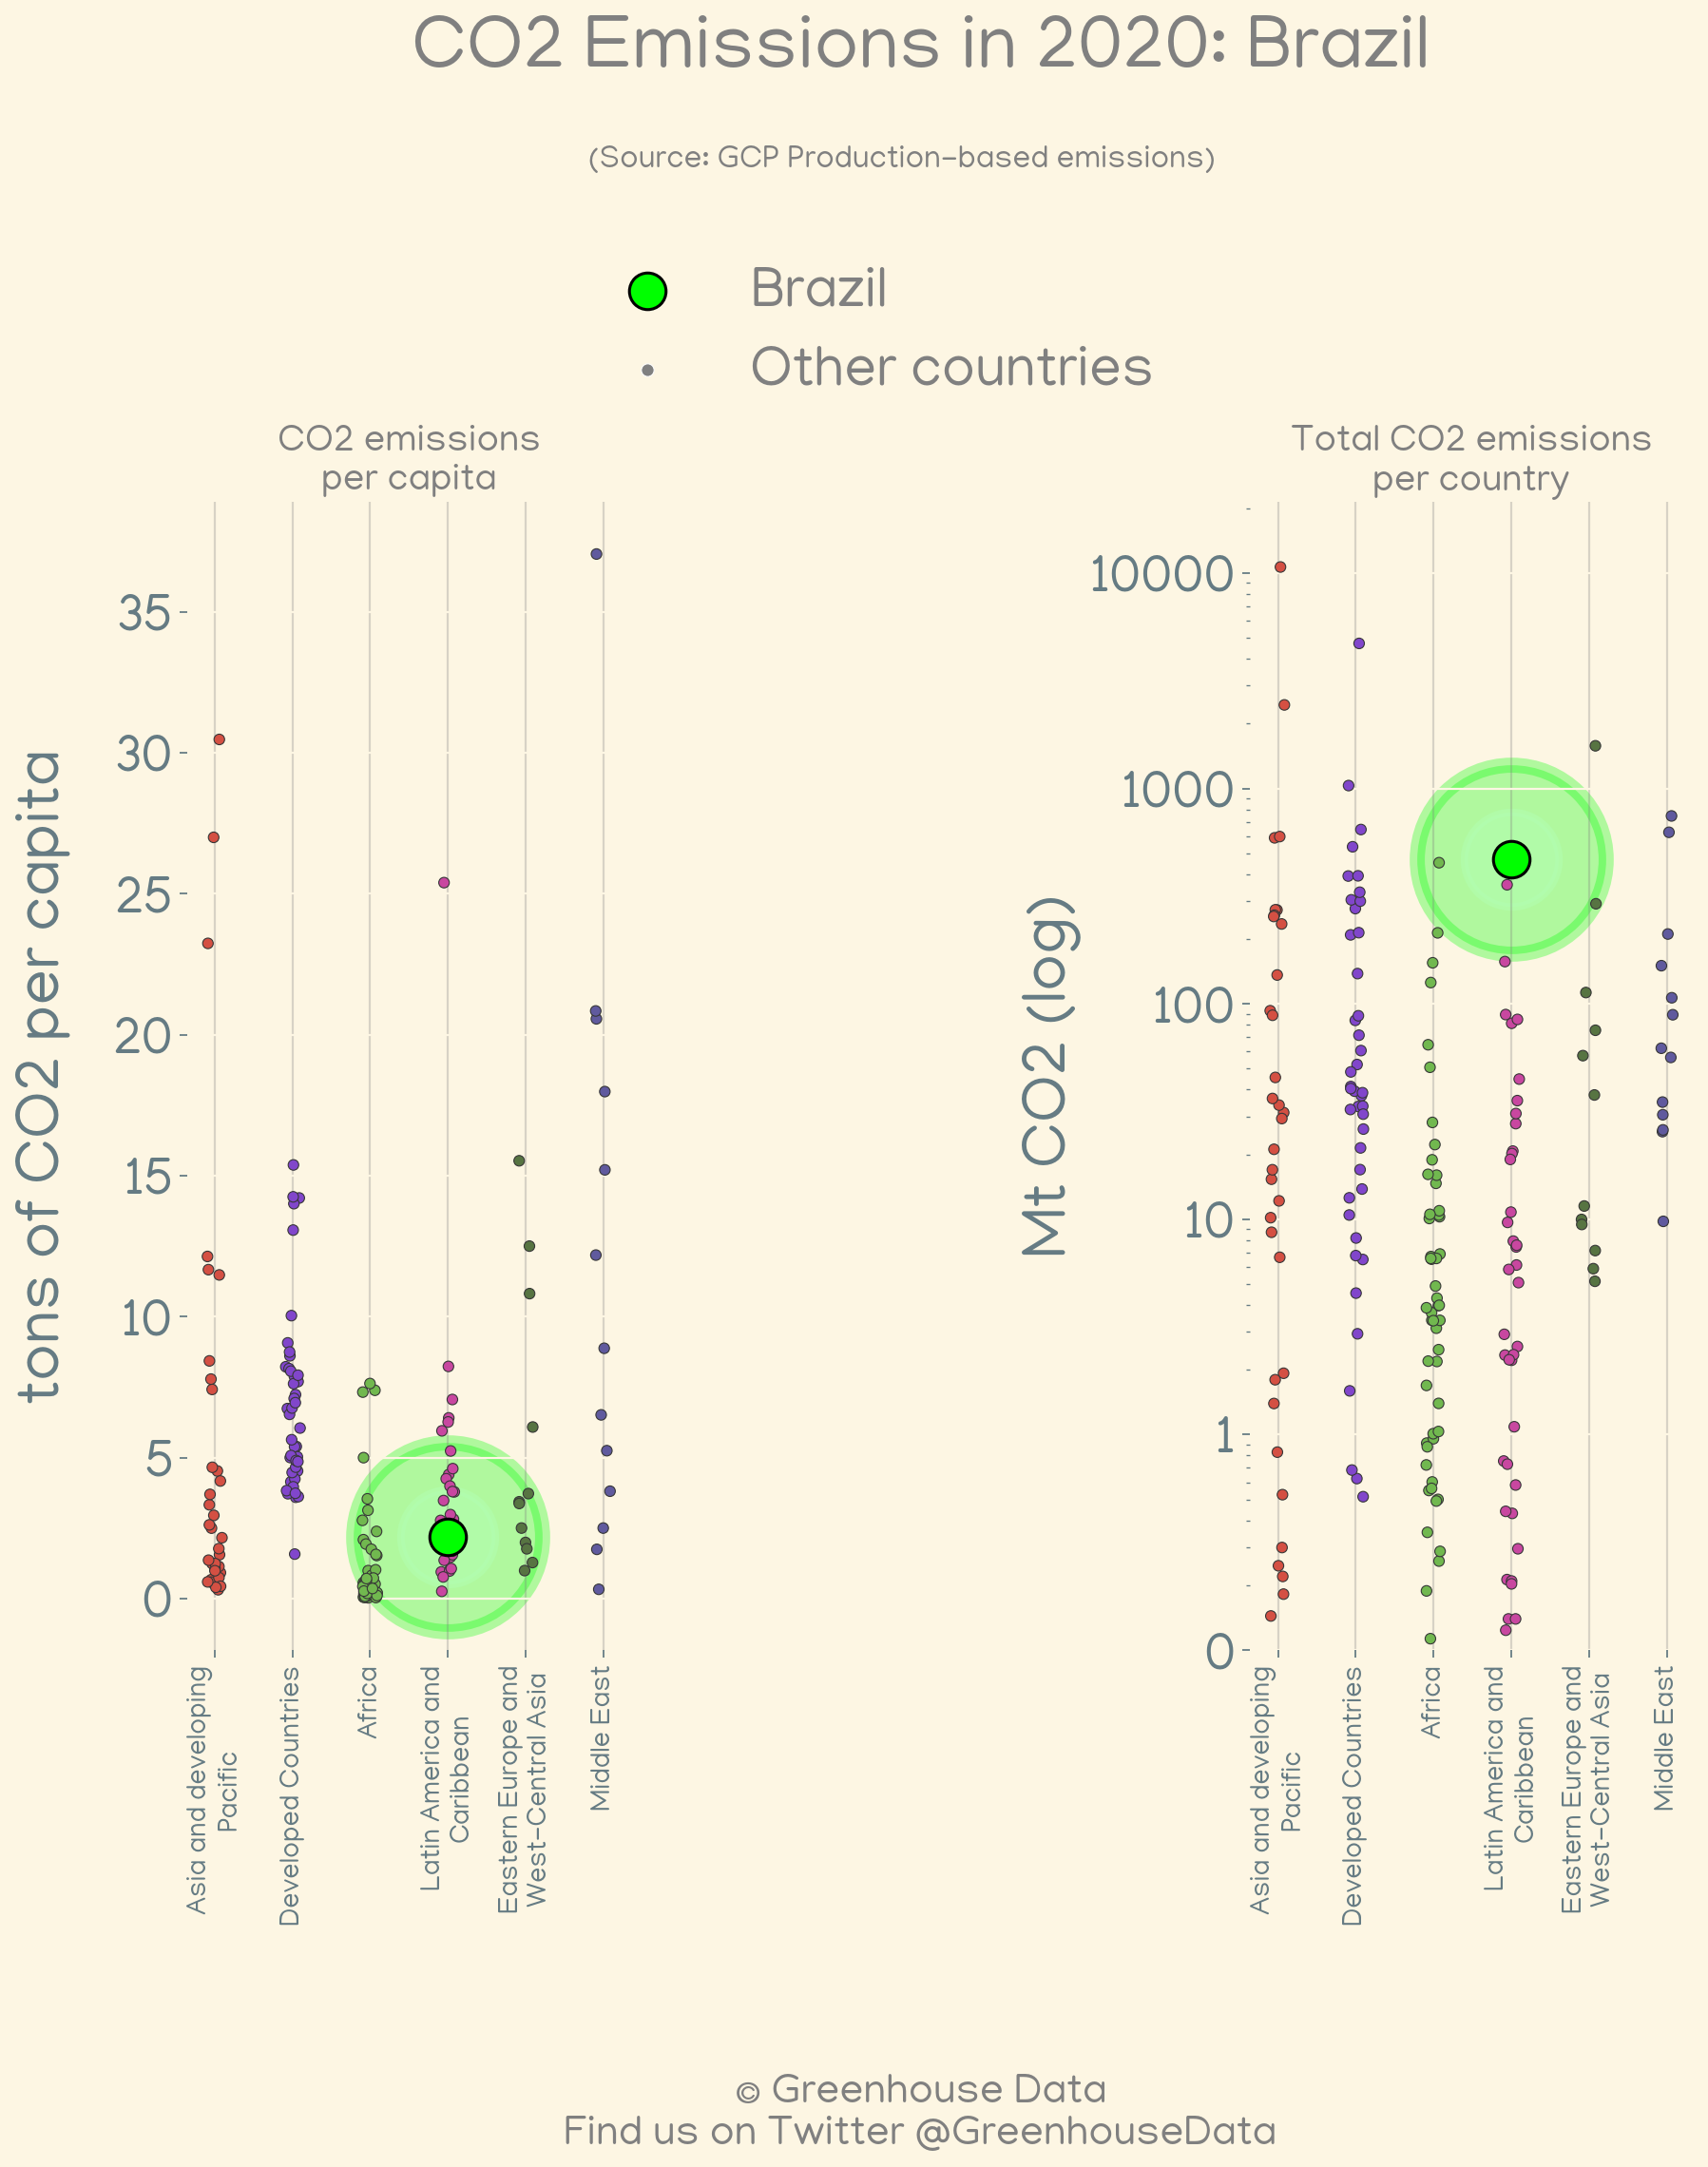 CO2 Emissions in 2020: Brazil
(Source: GCP Production-based emissions)
Brazil
Other countries
CO2 emissions
per capita
tons of CO2 per capita
35
30
25
20
15
10
5
0
Asia and developing
Pacific
Developed Countries
Africa
Latin America and
Caribbean
Eastern Europe and
West-Central Asia
Middle East
Total CO2 emissions
per country
Mt CO2 (log)
10000
1000
100
10
1
0
Asia and developing
Pacific
Developed Countries
Africa
Latin America and
Caribbean
Eastern Europe and
West-Central Asia
Middle East
© Greenhouse Data
Find us on Twitter @GreenhouseData